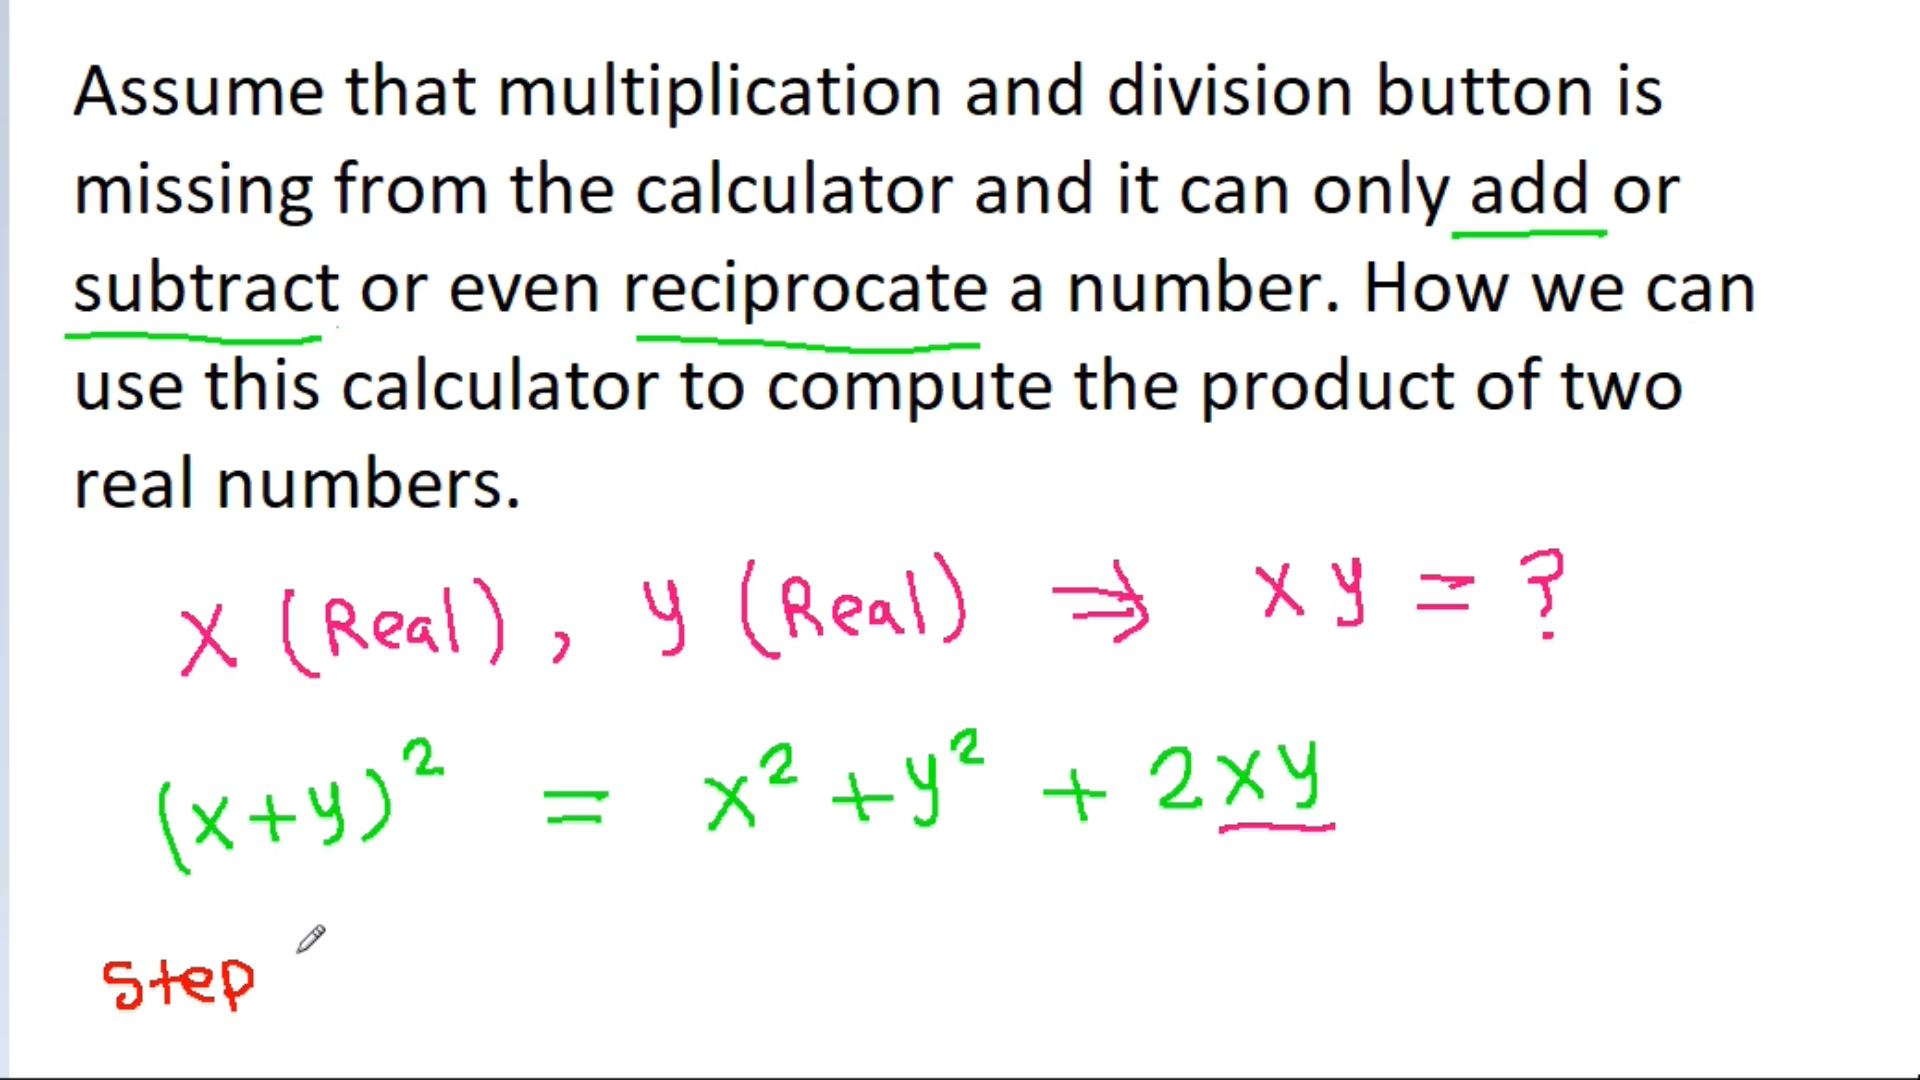 Assume that multiplication and division button is
missing from the calculator and it can only add or
subtract or even reciprocate a number. How we can
use this calculator to compute the product of two
real numbers.
X (Real), y (Real) ⇒ xy = ?
(x+y)² = x² + y² + 2xy
Step